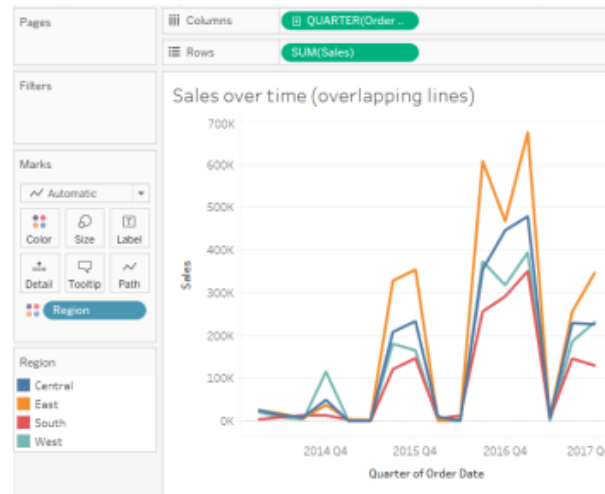 Pages
Columns
QUARTER(Order ..
Rows
SUM(Sales)
Filters
Marks
Automatic
Color
Size
Label
Detail
Tooltip
Path
Region
Region
Central
East
South
West
Sales over time (overlapping lines)
700K
600K
500K
400K
300K
200K
100K
0K
Sales
2014 Q4
2015 Q4
2016 Q4
2017 Q
Quarter of Order Date